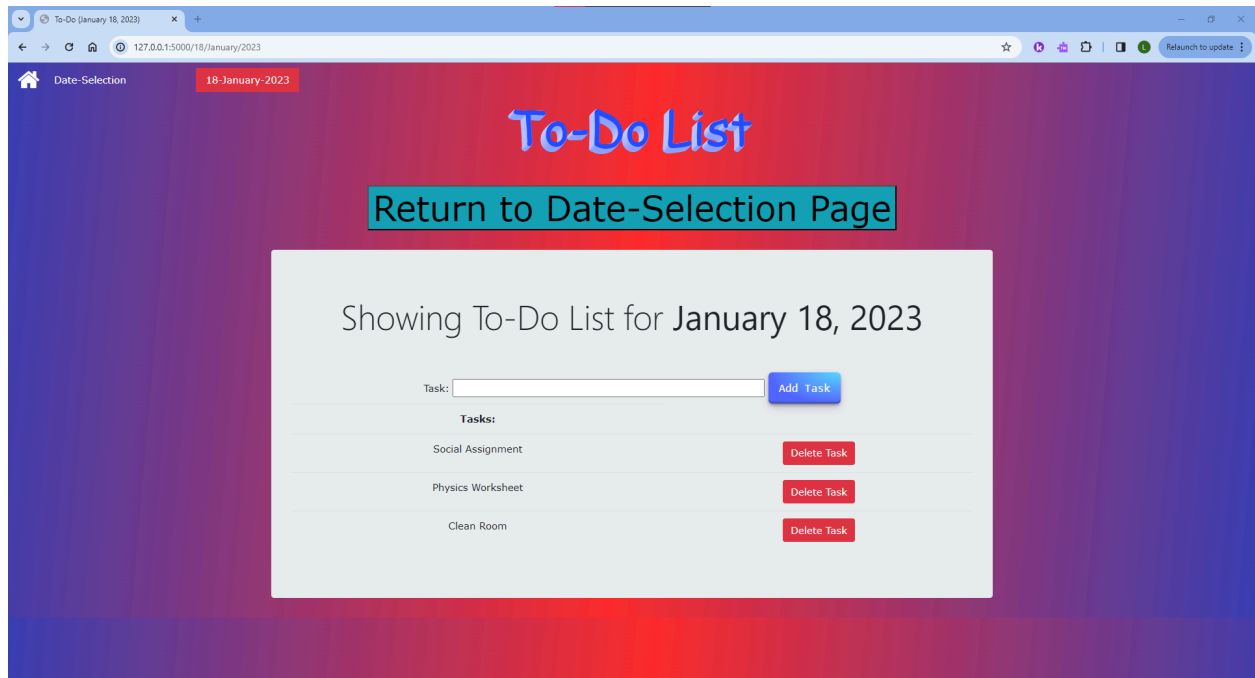 To-Do (January 18, 2023)
127.0.0.1:5000/18/January/2023
Relaunch to update
Date-Selection
18-January-2023
To-Do List
Return to Date-Selection Page
Showing To-Do List for January 18, 2023
Task:
Add Task
Tasks:
Social Assignment
Delete Task
Physics Worksheet
Delete Task
Clean Room
Delete Task